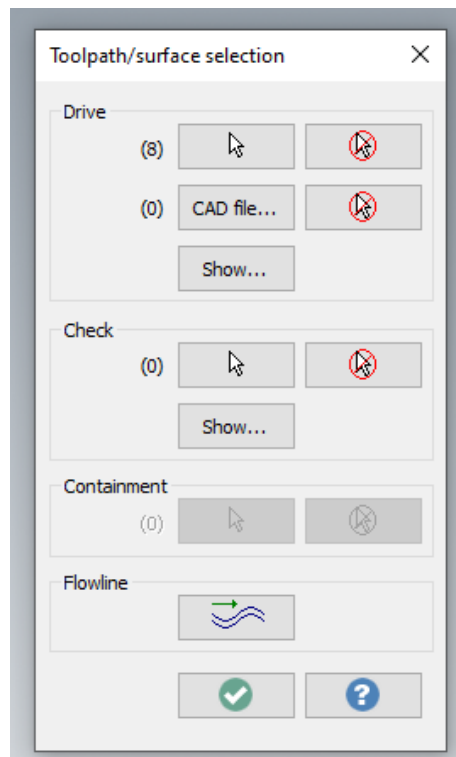 Toolpath/surface selection
Drive
(8)
(0) CAD file...
Show...
Check
(0)
Show...
Containment
(0)
Flowline
?